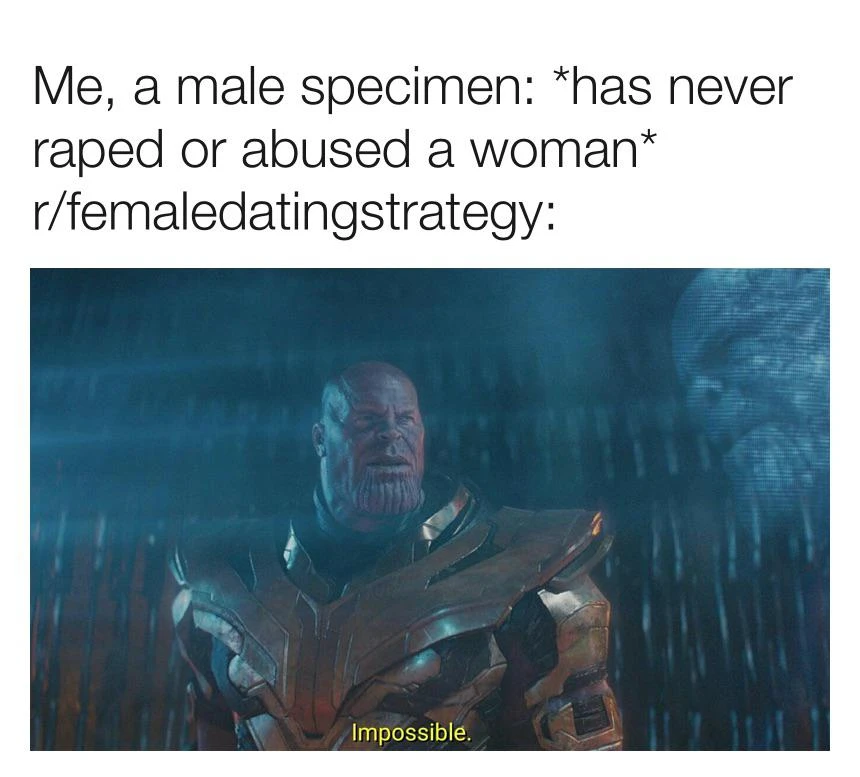 Me, a male specimen: *has never
raped or abused a woman*
r/femaledatingstrategy:
Impossible.